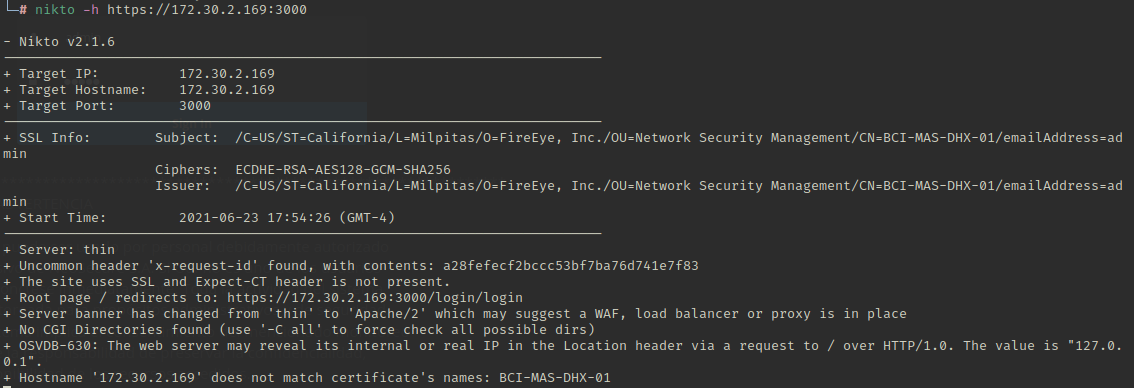 └─# nikto -h https://172.30.2.169:3000
- Nikto v2.1.6
---------------------------------------------------------------------------
+ Target IP:          172.30.2.169
+ Target Hostname:    172.30.2.169
+ Target Port:        3000
---------------------------------------------------------------------------
+ SSL Info:        Subject:  /C=US/ST=California/L=Milpitas/O=FireEye, Inc./OU=Network Security Management/CN=BCI-MAS-DHX-01/emailAddress=ad
min
                   Ciphers:  ECDHE-RSA-AES128-GCM-SHA256
                   Issuer:   /C=US/ST=California/L=Milpitas/O=FireEye, Inc./OU=Network Security Management/CN=BCI-MAS-DHX-01/emailAddress=ad
min
+ Start Time:         2021-06-23 17:54:26 (GMT-4)
---------------------------------------------------------------------------
+ Server: thin
+ Uncommon header 'x-request-id' found, with contents: a28fefecf2bccc53bf7ba76d741e7f83
+ The site uses SSL and Expect-CT header is not present.
+ Root page / redirects to: https://172.30.2.169:3000/login/login
+ Server banner has changed from 'thin' to 'Apache/2' which may suggest a WAF, load balancer or proxy is in place
+ No CGI Directories found (use '-C all' to force check all possible dirs)
+ OSVDB-630: The web server may reveal its internal or real IP in the Location header via a request to / over HTTP/1.0. The value is "127.0.
0.1".
+ Hostname '172.30.2.169' does not match certificate's names: BCI-MAS-DHX-01